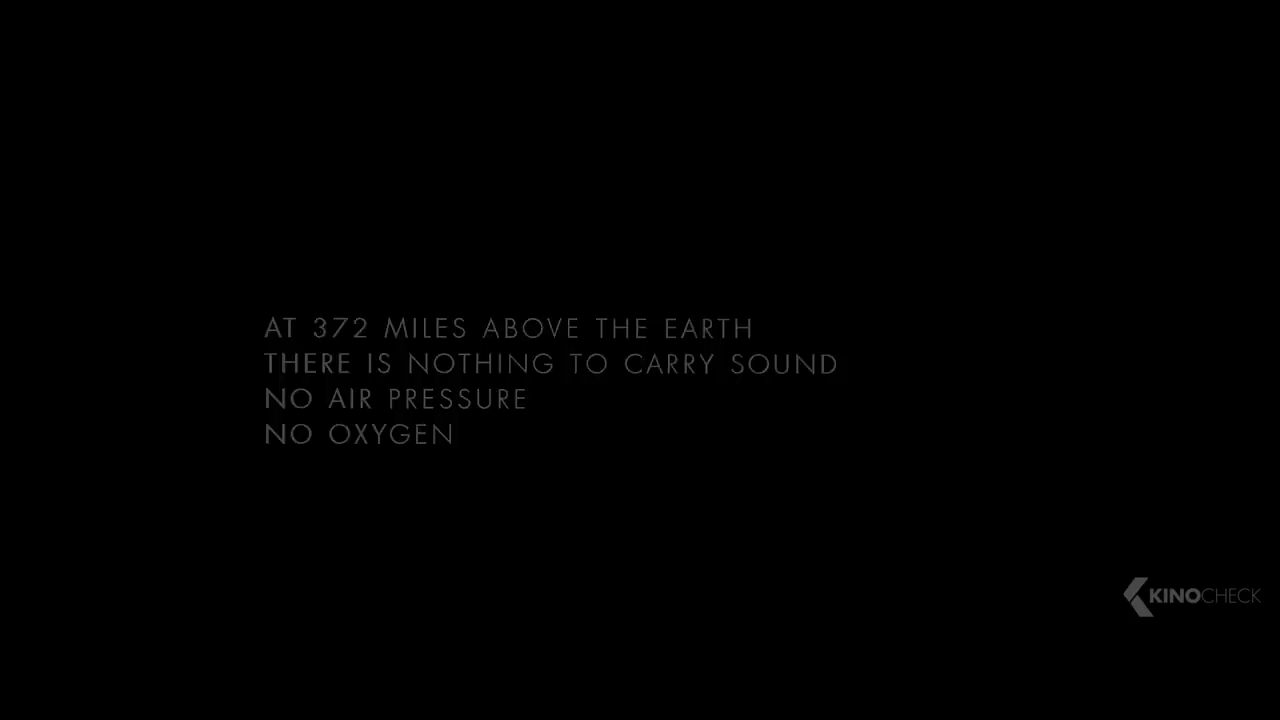 AT 372 MILES ABOVE THE EARTH
THERE IS NOTHING TO CARRY SOUND
NO AIR PRESSURE
NO OXYGEN
KINOCHECK